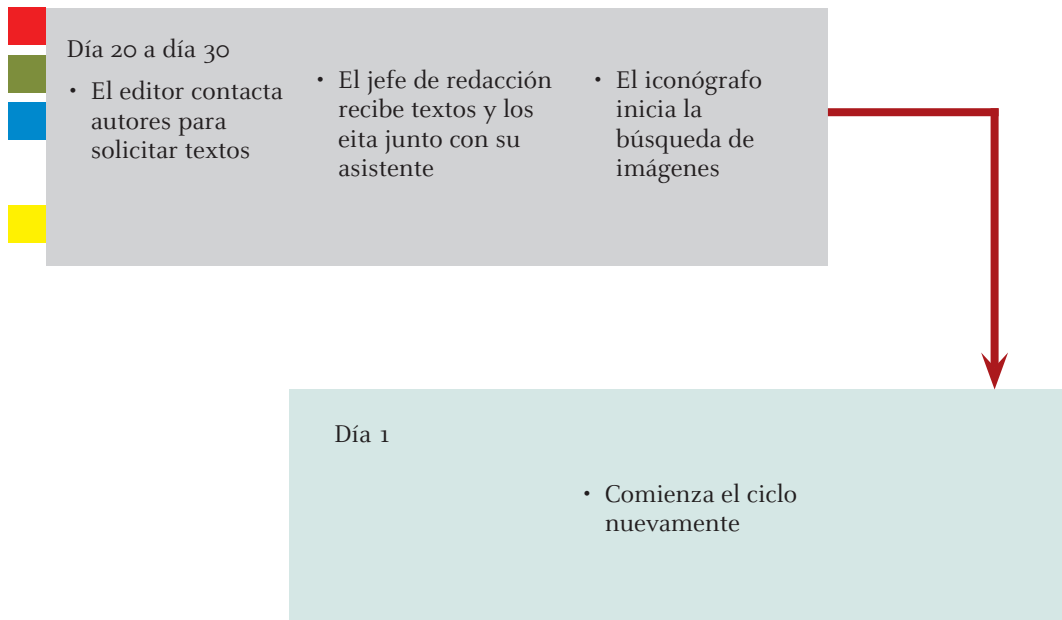 Día 20 a día 30
• El editor contacta
autores para
solicitar textos
• El jefe de redacción
recibe textos y los
eita junto con su
asistente
• El iconógrafo
inicia la
búsqueda de
imágenes
Día 1
• Comienza el ciclo
nuevamente